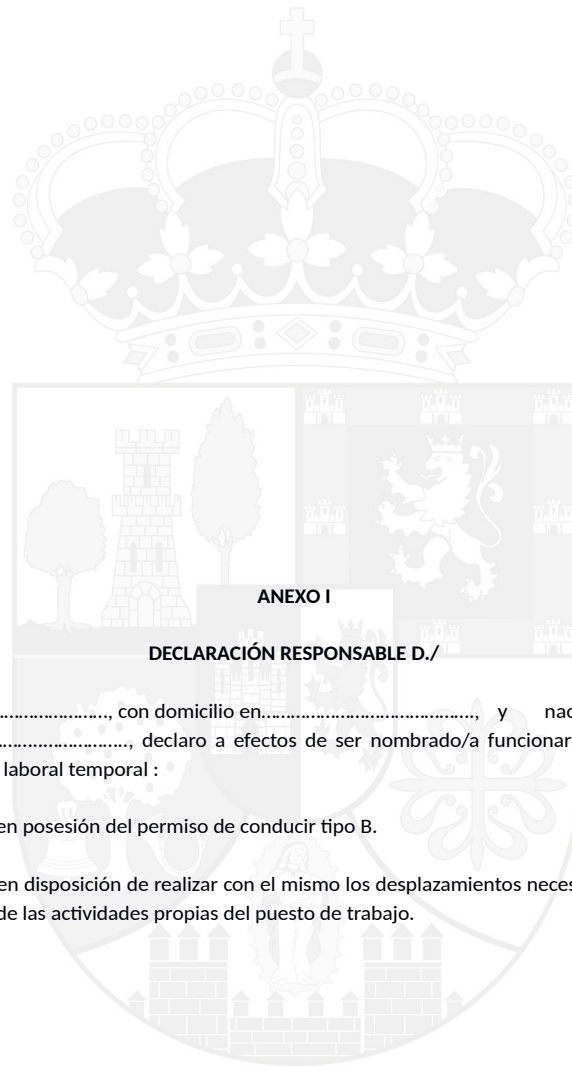 ANEXO I
DECLARACIÓN RESPONSABLE D./
……………………, con domicilio en……………………………………, y
……………………, declaro a efectos de ser nombrado/a
laboral temporal :
en posesión del permiso de conducir tipo B.
en disposición de realizar con el mismo los desplazamientos
de las actividades propias del puesto de trabajo.